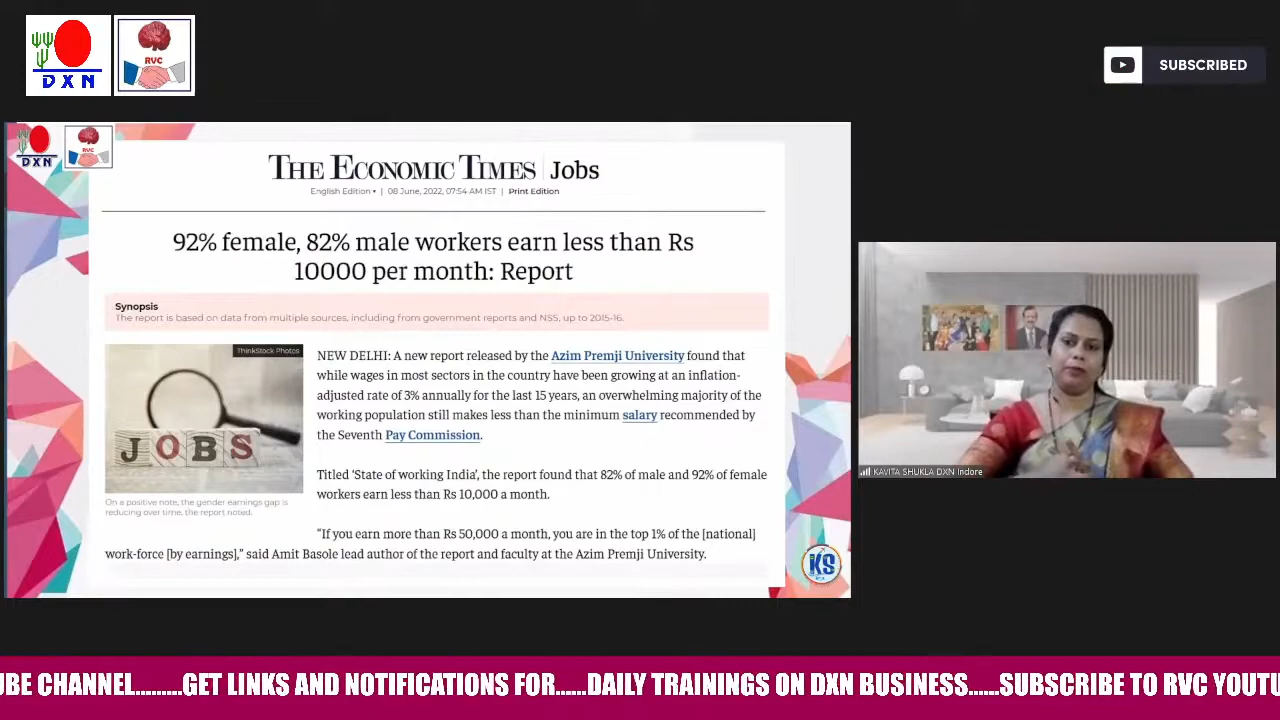 DXN
RVC
SUBSCRIBED
DXN
RVC
THE ECONOMIC TIMES | Jobs
English Edition | 08 June, 2022, 07:54 AM IST | Print Edition
92% female, 82% male workers earn less than Rs
10000 per month: Report
Synopsis
The report is based on data from multiple sources, including from government reports and NSS, up to 2015-16.
ThinkStock Photos
JOBS
On a positive note, the gender earnings gap is
reducing over time, the report noted.
NEW DELHI: A new report released by the Azim Premji University found that
while wages in most sectors in the country have been growing at an inflation-
adjusted rate of 3% annually for the last 15 years, an overwhelming majority of the
working population still makes less than the minimum salary recommended by
the Seventh Pay Commission.
Titled ‘State of working India’, the report found that 82% of male and 92% of female
workers earn less than Rs 10,000 a month.
“If you earn more than Rs 50,000 a month, you are in the top 1% of the [national]
work-force [by earnings],” said Amit Basole lead author of the report and faculty at the Azim Premji University.
KS
KAVITA SHUKLA DXN Indore
UBE CHANNEL.........GET LINKS AND NOTIFICATIONS FOR......DAILY TRAININGS ON DXN BUSINESS......SUBSCRIBE TO RVC YOUTU